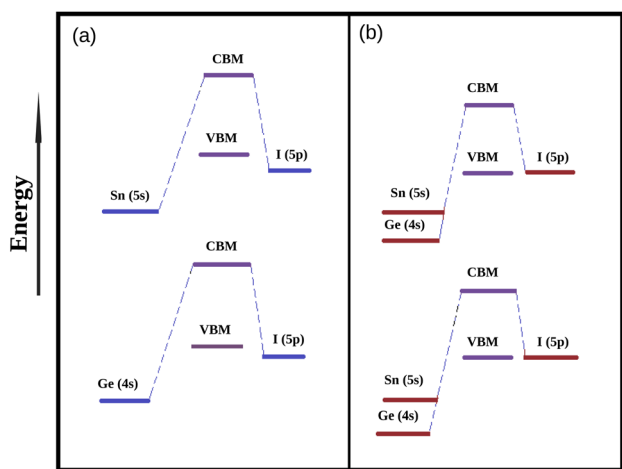 (a)
CBM
VBM
I (5p)
Sn (5s)
CBM
VBM
I (5p)
Ge (4s)
(b)
CBM
VBM
I (5p)
Sn (5s)
Ge (4s)
CBM
VBM
I (5p)
Sn (5s)
Ge (4s)
Energy